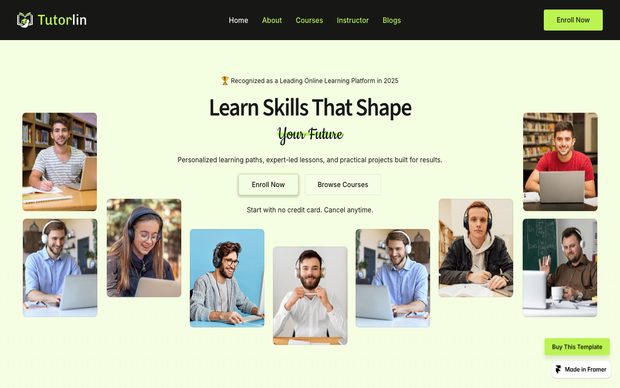 Tutorlin
Home About Courses Instructor Blogs
Enroll Now
🏆 Recognized as a Leading Online Learning Platform in 2025
Learn Skills That Shape
Your Future
Personalized learning paths, expert-led lessons, and practical projects built for results.
Enroll Now Browse Courses
Start with no credit card. Cancel anytime.
Buy This Template
Made in Framer